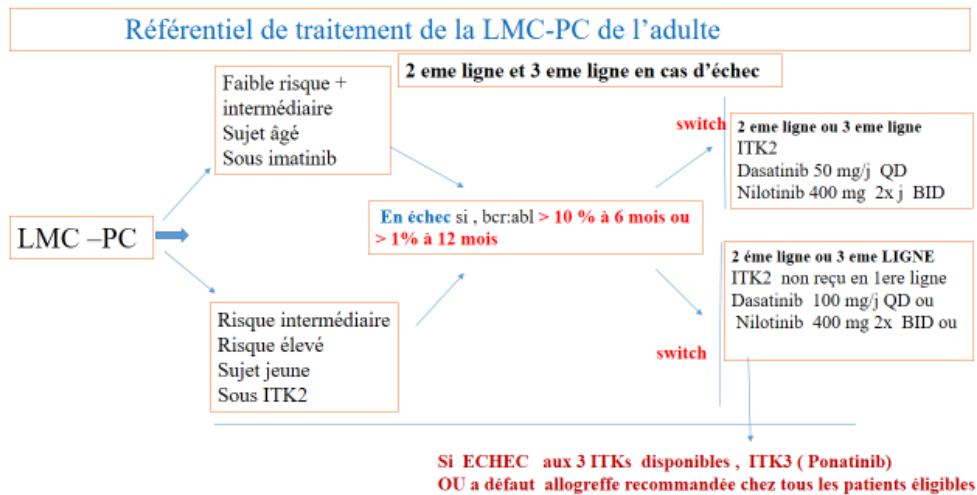 Référentiel de traitement de la LMC-PC de l’adulte
2 eme ligne et 3 eme ligne en cas d’échec
Faible risque +
intermédiaire
Sujet âgé
Sous imatinib
switch
2 eme ligne ou 3 eme ligne
ITK2
Dasatinib 50 mg/j QD
Nilotinib 400 mg 2x j BID
LMC –PC
En échec si , bcr:abl > 10 % à 6 mois ou
> 1% à 12 mois
2 éme ligne ou 3 eme LIGNE
ITK2 non reçu en 1ere ligne
Dasatinib 100 mg/j QD ou
Nilotinib 400 mg 2x BID ou
Risque intermédiaire
Risque élevé
Sujet jeune
Sous ITK2
switch
Si ECHEC aux 3 ITKs disponibles , ITK3 ( Ponatinib)
OU a défaut allogreffe recommandée chez tous les patients éligibles